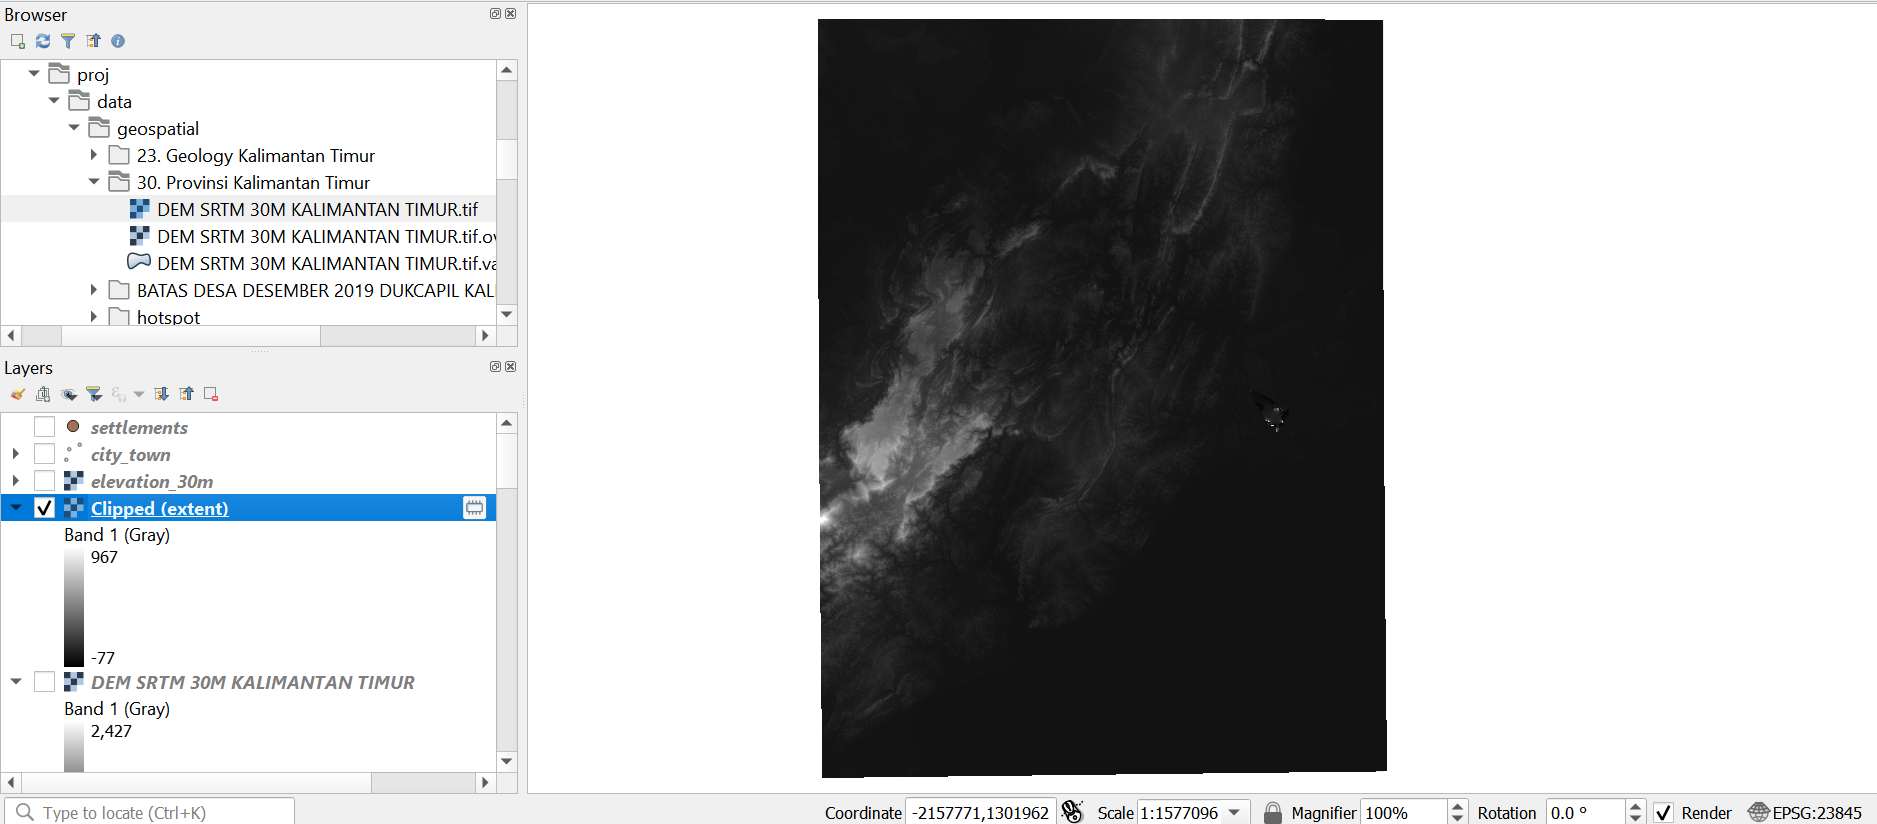 Browser
proj
data
geospatial
23. Geology Kalimantan Timur
30. Provinsi Kalimantan Timur
DEM SRTM 30M KALIMANTAN TIMUR.tif
DEM SRTM 30M KALIMANTAN TIMUR.tif.ov
DEM SRTM 30M KALIMANTAN TIMUR.tif.va
BATAS DESA DESEMBER 2019 DUKCAPIL KAL
hotspot
Layers
settlements
city_town
elevation_30m
Clipped (extent)
Band 1 (Gray)
967
-77
DEM SRTM 30M KALIMANTAN TIMUR
Band 1 (Gray)
2,427
Type to locate (Ctrl+K)
Coordinate -2157771,1301962 Scale 1:1577096 Magnifier 100% Rotation 0.0 ° Render EPSG:23845